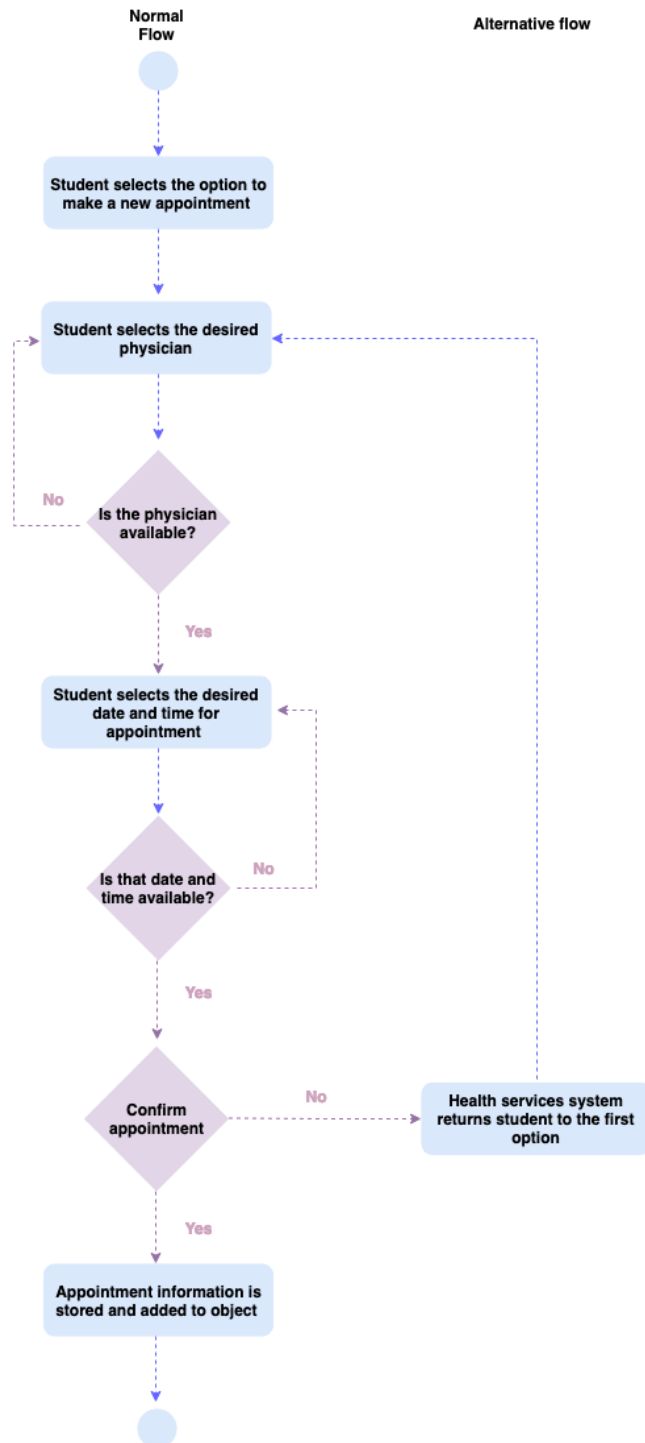 Normal
Flow
Alternative flow
Student selects the option to
make a new appointment
Student selects the desired
physician
No
Is the physician
available?
Yes
Student selects the desired
date and time for
appointment
Is that date and
time available?
No
Yes
Confirm
appointment
No
Health services system
returns student to the first
option
Yes
Appointment information is
stored and added to object